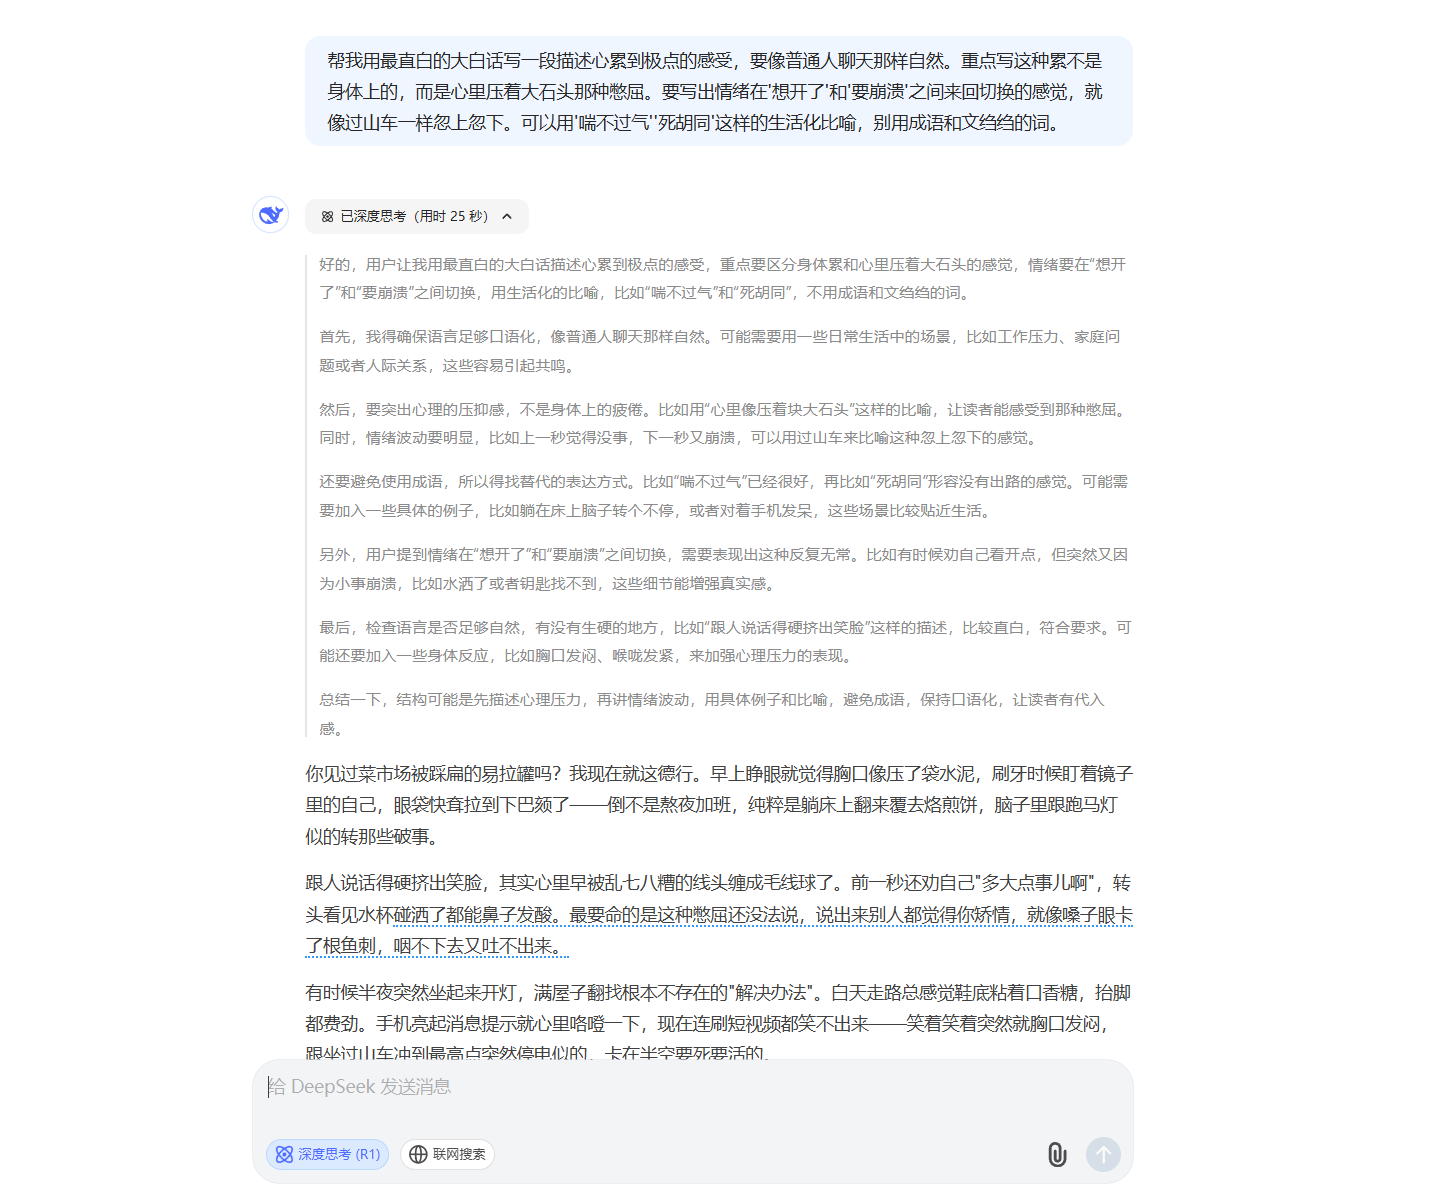 帮我用最直白的大白话写一段描述心累到极点的感受，要像普通人聊天那样自然。重点写这种累不是
身体上的，而是心里压着大石头那种憋屈。要写出情绪在'想开了'和'要崩溃'之间来回切换的感觉，就
像过山车一样忽上忽下。可以用'喘不过气''死胡同'这样的生活化比喻，别用成语和文绉绉的词。
已深度思考（用时 25 秒）
好的，用户让我用最直白的大白话描述心累到极点的感受，重点要区分身体累和心里压着大石头的感觉，情绪要在“想开
了”和“要崩溃”之间切换，用生活化的比喻，比如“喘不过气”和“死胡同”，不用成语和文绉绉的词。
首先，我得确保语言足够口语化，像普通人聊天那样自然。可能需要用一些日常生活中的场景，比如工作压力、家庭问
题或者人际关系，这些容易引起共鸣。
然后，要突出心理的压抑感，不是身体上的疲倦。比如用“心里像压着块大石头”这样的比喻，让读者能感受到那种憋屈。
同时，情绪波动要明显，比如上一秒觉得没事，下一秒又崩溃，可以用过山车来比喻这种忽上忽下的感觉。
还要避免使用成语，所以得找替代的表达方式。比如“喘不过气”已经很好，再比如“死胡同”形容没有出路的感觉。可能需
要加入一些具体的例子，比如躺在床上脑子转个不停，或者对着手机发呆，这些场景比较贴近生活。
另外，用户提到情绪在“想开了”和“要崩溃”之间切换，需要表现出这种反复无常。比如有时候劝自己看开点，但突然又因
为小事崩溃，比如水洒了或者钥匙找不到，这些细节能增强真实感。
最后，检查语言是否足够自然，有没有生硬的地方，比如“跟人说话得硬挤出笑脸”这样的描述，比较直白，符合要求。可
能还要加入一些身体反应，比如胸口发闷、喉咙发紧，来加强心理压力的表现。
总结一下，结构可能是先描述心理压力，再讲情绪波动，用具体例子和比喻，避免成语，保持口语化，让读者有代入
感。
你见过菜市场被踩扁的易拉罐吗？我现在就这德行。早上睁眼就觉得胸口像压了袋水泥，刷牙时候盯着镜子
里的自己，眼袋快耷拉到下巴颏了——倒不是熬夜加班，纯粹是躺床上翻来覆去烙煎饼，脑子里跟跑马灯
似的转那些破事。
跟人说话得硬挤出笑脸，其实心里早被乱七八糟的线头缠成毛线球了。前一秒还劝自己"多大点事儿啊"，转
头看见水杯碰洒了都能鼻子发酸。最要命的是这种憋屈还没法说，说出来别人都觉得你矫情，就像嗓子眼卡
了根鱼刺，咽不下去又吐不出来。
有时候半夜突然坐起来开灯，满屋子翻找根本不存在的"解决办法"。白天走路总感觉鞋底粘着口香糖，抬脚
都费劲。手机亮起消息提示就心里咯噔一下，现在连刷短视频都笑不出来——笑着笑着突然就胸口发闷，
跟坐过山车冲到最高点突然停电似的，卡在半空要死要活的。
给 DeepSeek 发送消息
深度思考 (R1)
联网搜索